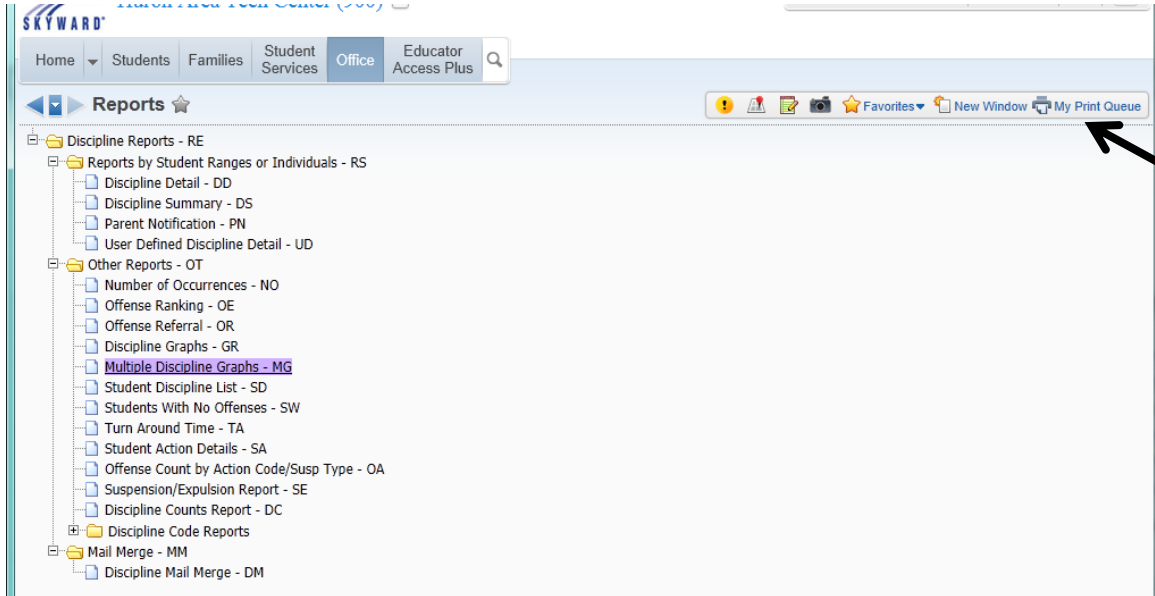 Huron Area Tech Center (900)
SKYWARD
Home Students Families Student Services Office Educator Access Plus
Reports Favorites New Window My Print Queue
Discipline Reports - RE
Reports by Student Ranges or Individuals - RS
Discipline Detail - DD
Discipline Summary - DS
Parent Notification - PN
User Defined Discipline Detail - UD
Other Reports - OT
Number of Occurrences - NO
Offense Ranking - OE
Offense Referral - OR
Discipline Graphs - GR
Multiple Discipline Graphs - MG
Student Discipline List - SD
Students With No Offenses - SW
Turn Around Time - TA
Student Action Details - SA
Offense Count by Action Code/Susp Type - OA
Suspension/Expulsion Report - SE
Discipline Counts Report - DC
Discipline Code Reports
Mail Merge - MM
Discipline Mail Merge - DM